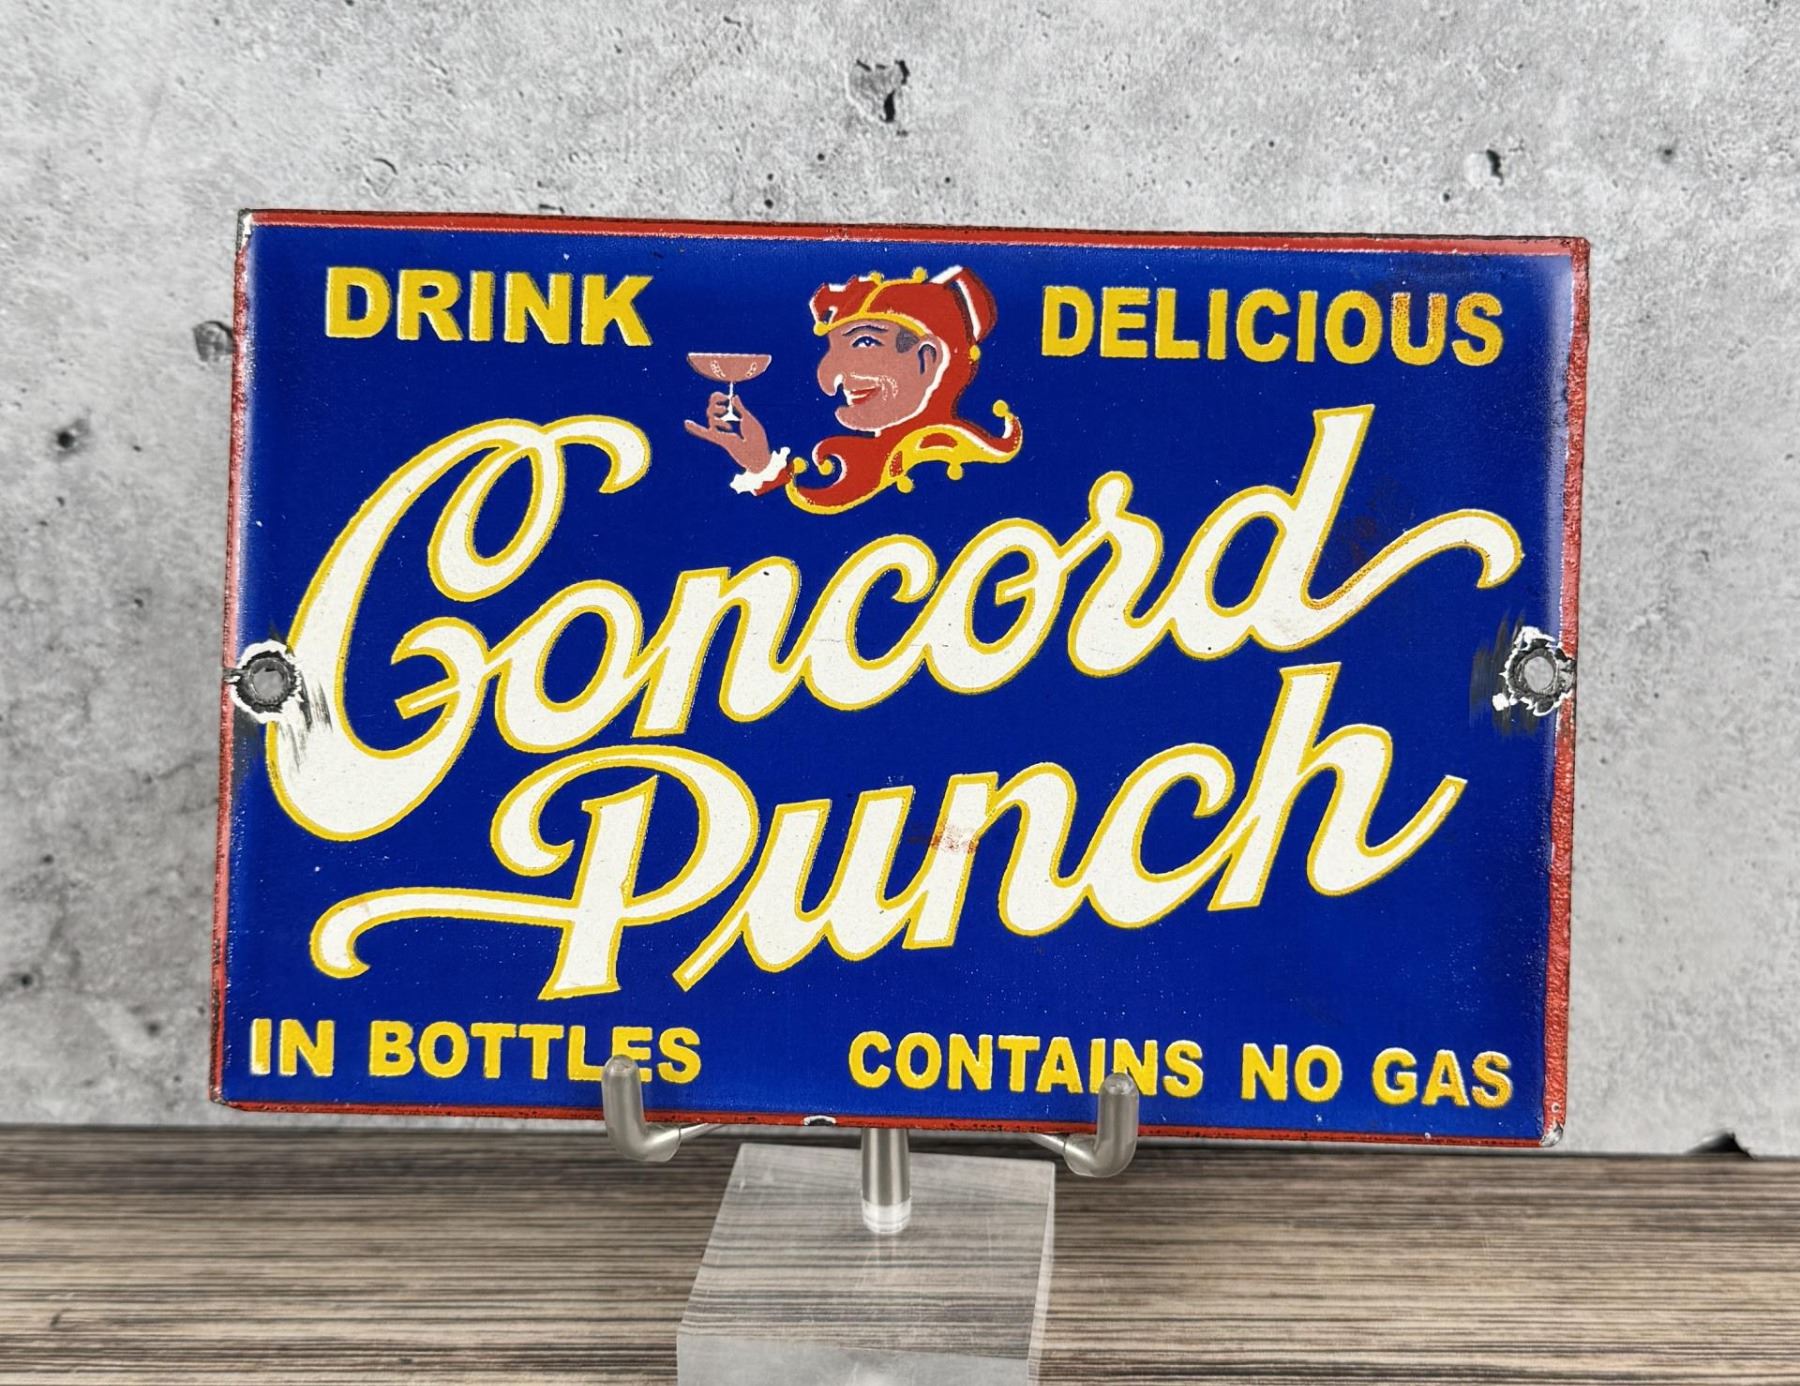 DRINK DELICIOUS
Concord
Punch
IN BOTTLES CONTAINS NO GAS